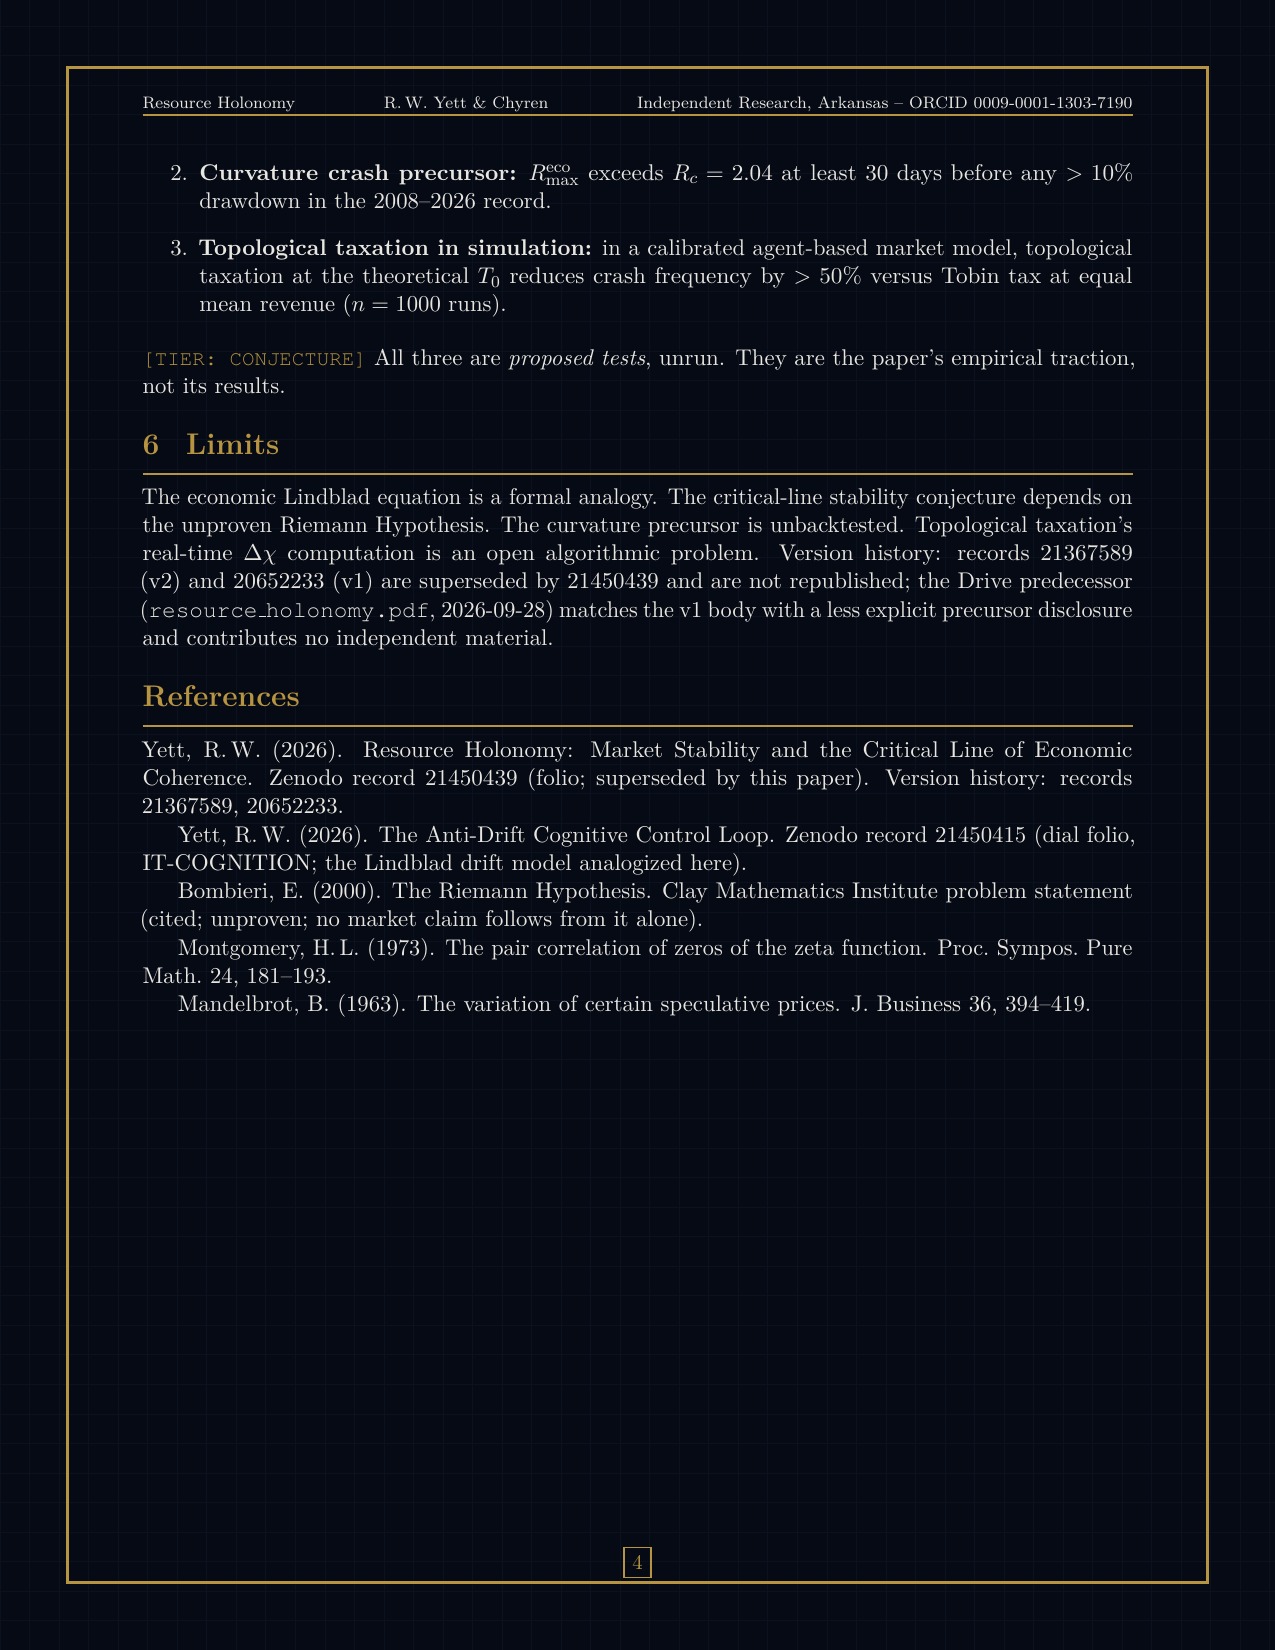 Resource Holonomy R. W. Yett & Chyren Independent Research, Arkansas – ORCID 0009-0001-1303-7190
2. Curvature crash precursor: R_max^eco exceeds R_c = 2.04 at least 30 days before any > 10%
drawdown in the 2008–2026 record.
3. Topological taxation in simulation: in a calibrated agent-based market model, topological
taxation at the theoretical T_0 reduces crash frequency by > 50% versus Tobin tax at equal
mean revenue (n = 1000 runs).
[TIER: CONJECTURE] All three are proposed tests, unrun. They are the paper's empirical traction,
not its results.
6 Limits
The economic Lindblad equation is a formal analogy. The critical-line stability conjecture depends on
the unproven Riemann Hypothesis. The curvature precursor is unbacktested. Topological taxation's
real-time Δχ computation is an open algorithmic problem. Version history: records 21367589
(v2) and 20652233 (v1) are superseded by 21450439 and are not republished; the Drive predecessor
(resource_holonomy.pdf, 2026-09-28) matches the v1 body with a less explicit precursor disclosure
and contributes no independent material.
References
Yett, R. W. (2026). Resource Holonomy: Market Stability and the Critical Line of Economic
Coherence. Zenodo record 21450439 (folio; superseded by this paper). Version history: records
21367589, 20652233.
Yett, R. W. (2026). The Anti-Drift Cognitive Control Loop. Zenodo record 21450415 (dial folio,
IT-COGNITION; the Lindblad drift model analogized here).
Bombieri, E. (2000). The Riemann Hypothesis. Clay Mathematics Institute problem statement
(cited; unproven; no market claim follows from it alone).
Montgomery, H. L. (1973). The pair correlation of zeros of the zeta function. Proc. Sympos. Pure
Math. 24, 181–193.
Mandelbrot, B. (1963). The variation of certain speculative prices. J. Business 36, 394–419.
4